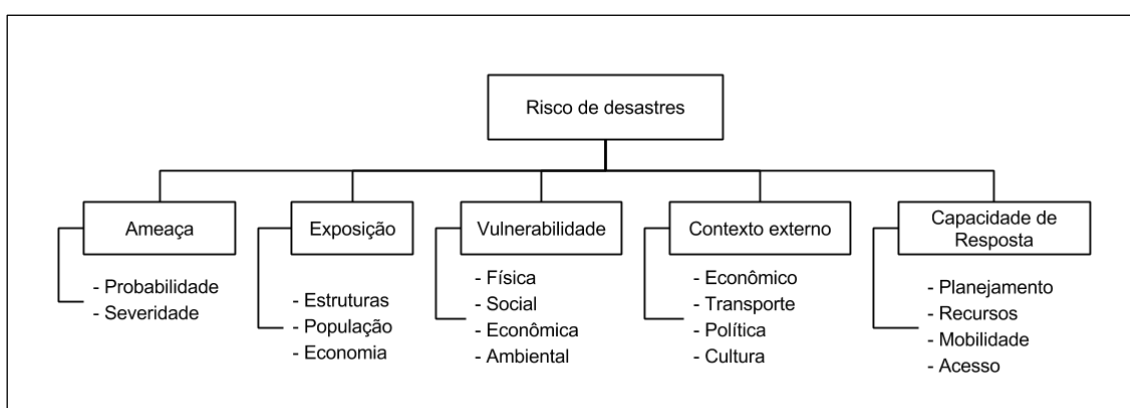 Risco de desastres
Ameaça
- Probabilidade
- Severidade
Exposição
- Estruturas
- População
- Economia
Vulnerabilidade
- Física
- Social
- Econômica
- Ambiental
Contexto externo
- Econômico
- Transporte
- Política
- Cultura
Capacidade de
Resposta
- Planejamento
- Recursos
- Mobilidade
- Acesso